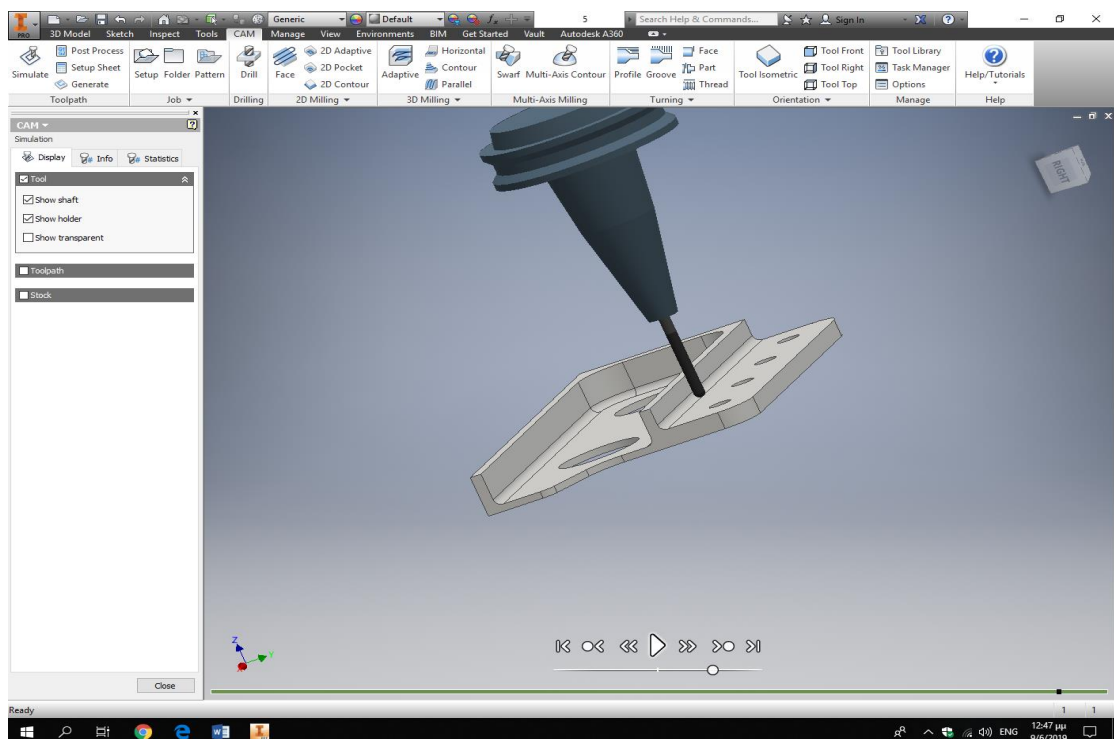 PRO
Generic Default 5 Search Help & Commands... Sign In
3D Model Sketch Inspect Tools CAM Manage View Environments BIM Get Started Vault Autodesk A360
Simulate
Post Process
Setup Sheet
Generate
Setup Folder Pattern
Drill
Face
2D Adaptive
2D Pocket
2D Contour
Adaptive
Horizontal
Contour
Parallel
Swarf Multi-Axis Contour
Profile Groove
Face
Part
Thread
Tool Isometric
Tool Front
Tool Right
Tool Top
Tool Library
Task Manager
Options
Help/Tutorials
Toolpath Job Drilling 2D Milling 3D Milling Multi-Axis Milling Turning Orientation Manage Help
CAM
Simulation
Display Info Statistics
Tool
Show shaft
Show holder
Show transparent
Toolpath
Stock
RIGHT
Z
Y
Close
Ready 1 1
ENG
12:47 μμ
9/6/2019